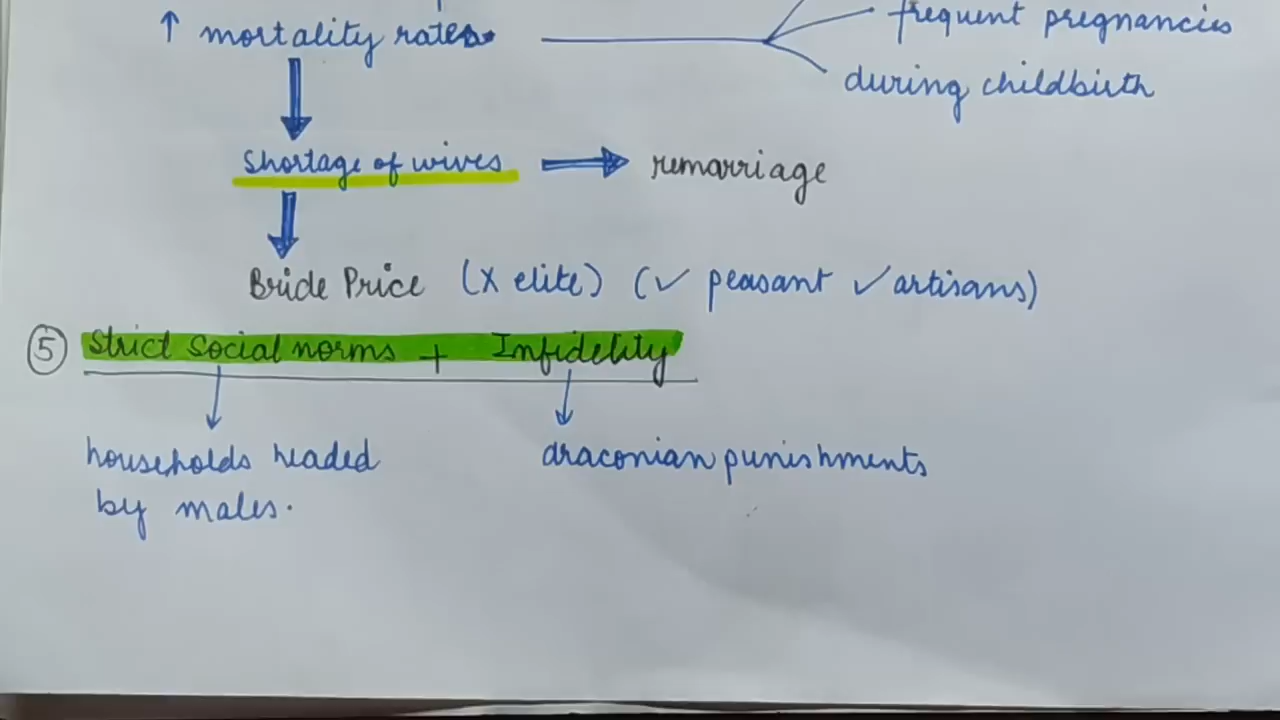 ↑ mortality rates
frequent pregnancies
during childbirth
Shortage of wives → remarriage
Bride Price (X elite) (✓ peasant ✓ artisans)
5 Strict Social norms + Infidelity
households headed
by males.
draconian punishments